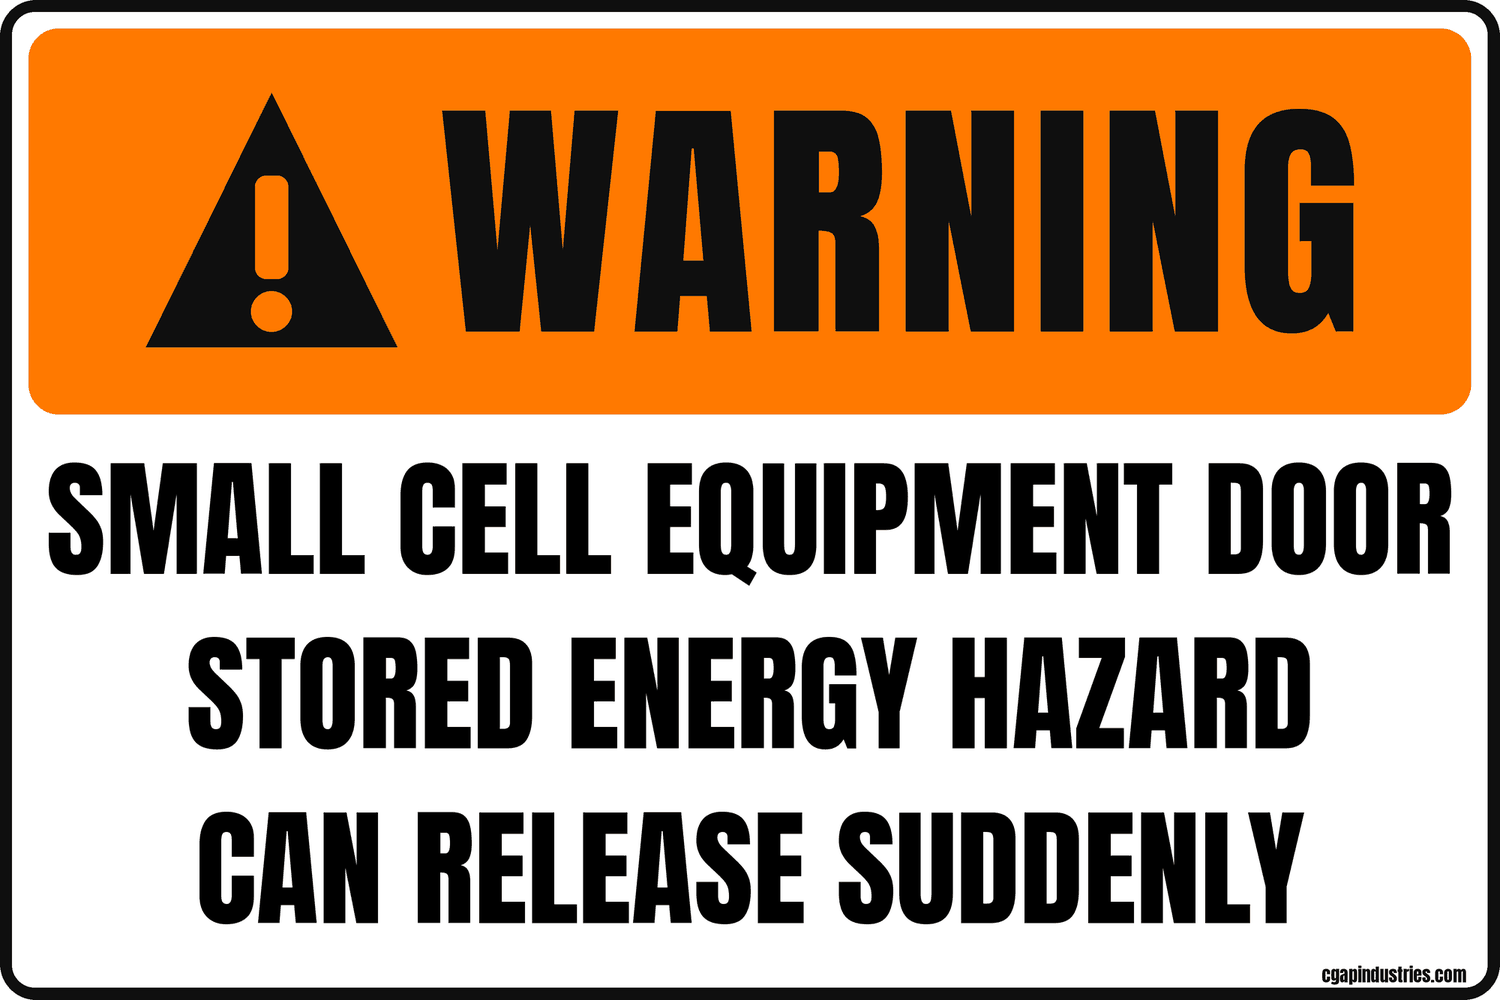 WARNING
SMALL CELL EQUIPMENT DOOR
STORED ENERGY HAZARD
CAN RELEASE SUDDENLY
cgapindustries.com